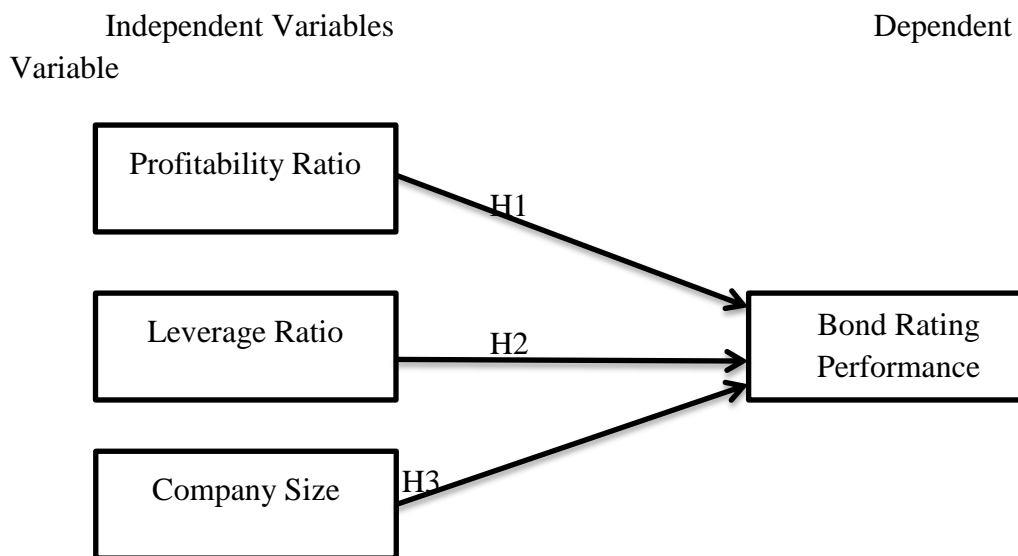 Independent Variables Dependent
Variable
Profitability Ratio
H1
Leverage Ratio
H2
Bond Rating
Performance
Company Size
H3